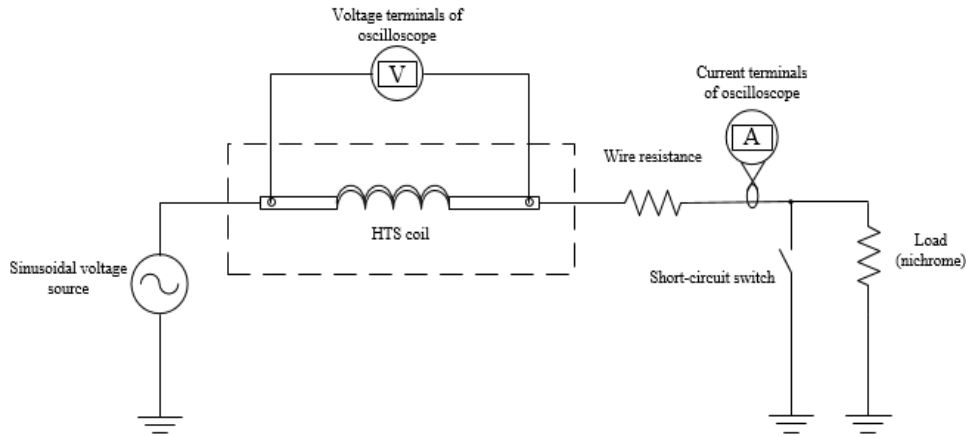 Voltage terminals of
oscilloscope
V
Current terminals
of oscilloscope
A
Wire resistance
HTS coil
Sinusoidal voltage
source
Short-circuit switch
Load
(nichrome)